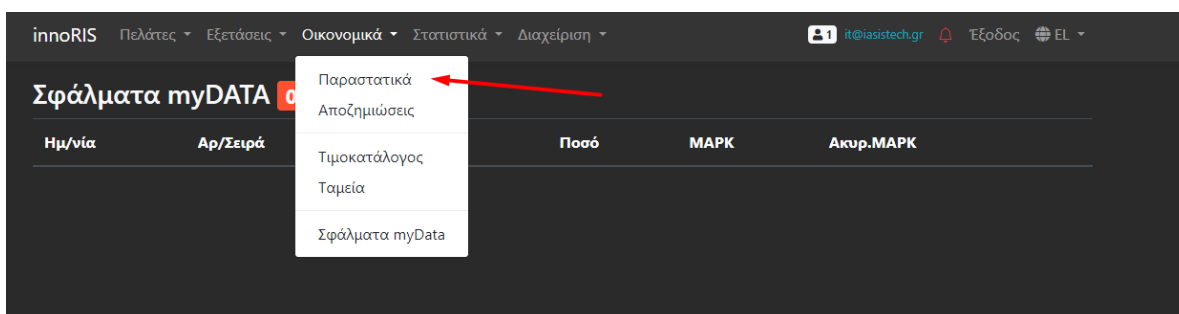 innoRIS Πελάτες Εξετάσεις Οικονομικά Στατιστικά Διαχείριση 1 it@iasistech.gr Έξοδος EL
Σφάλματα myDATA 0
Ημ/νία Αρ/Σειρά Ποσό ΜΑΡΚ Ακυρ.ΜΑΡΚ
Παραστατικά
Αποζημιώσεις
Τιμοκατάλογος
Ταμεία
Σφάλματα myData